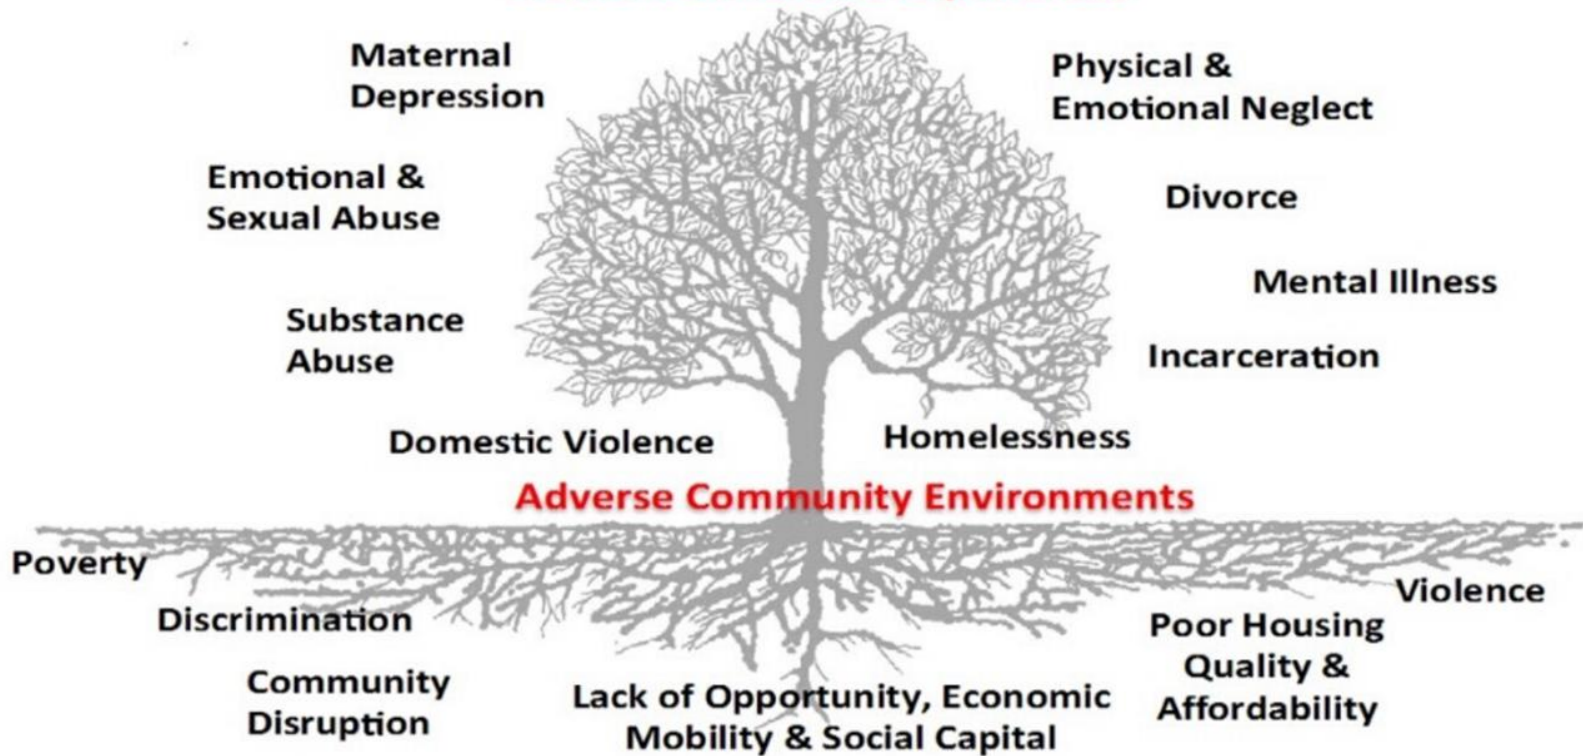 Maternal
Depression
Physical &
Emotional Neglect
Emotional &
Sexual Abuse
Divorce
Mental Illness
Substance
Abuse
Incarceration
Domestic Violence
Homelessness
Adverse Community Environments
Poverty
Violence
Discrimination
Poor Housing
Quality &
Affordability
Community
Disruption
Lack of Opportunity, Economic
Mobility & Social Capital